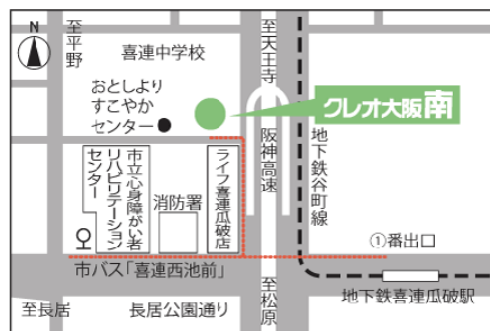 N
至平野
喜連中学校
至天王寺
おとしより
すこやか
センター
クレオ大阪南
阪神高速
地下鉄谷町線
市立心身障がい者
リハビリテーション
センター
消防署
ライフ喜連瓜破店
①番出口
市バス「喜連西池前」
至長居
長居公園通り
至松原
地下鉄喜連瓜破駅